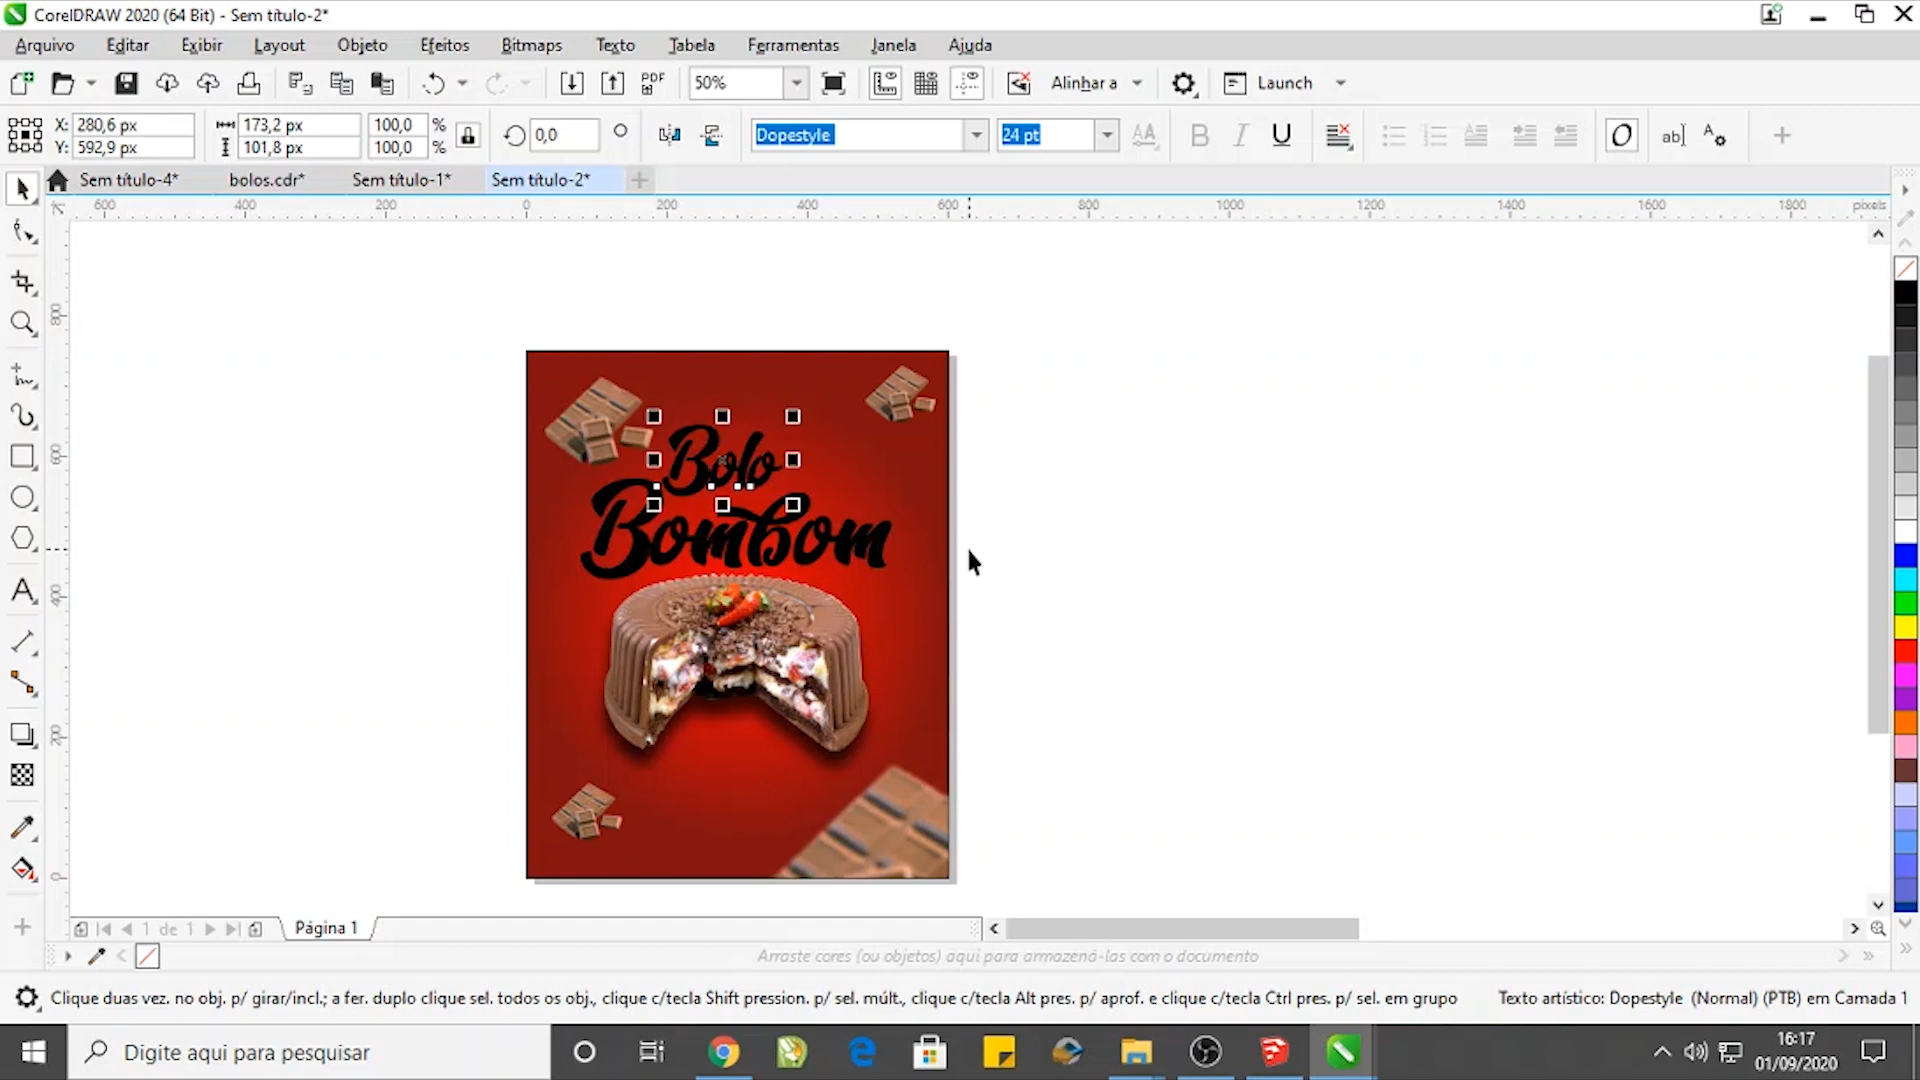 CorelDRAW 2020 (64 Bit) - Sem título-2*
Arquivo Editar Exibir Layout Objeto Efeitos Bitmaps Texto Tabela Ferramentas Janela Ajuda
PDF 50% Alinhar a Launch
X: 280,6 px 173,2 px 100,0 % 0,0 Dopestyle 24 pt
Y: 592,9 px 101,8 px 100,0 %
Sem título-4* bolos.cdr* Sem título-1* Sem título-2*
600 400 200 0 200 400 600 800 1000 1200 1400 1600 1800 pixels
800
600
400
200
0
Bolo
Bombom
1 de 1 Página 1
Arraste cores (ou objetos) aqui para armazená-las com o documento
Clique duas vez. no obj. p/ girar/incl.; a fer. duplo clique sel. todos os obj., clique c/tecla Shift pression. p/ sel. múlt., clique c/tecla Alt pres. p/ aprof. e clique c/tecla Ctrl pres. p/ sel. em grupo Texto artístico: Dopestyle (Normal) (PTB) em Camada 1
Digite aqui para pesquisar
16:17
01/09/2020